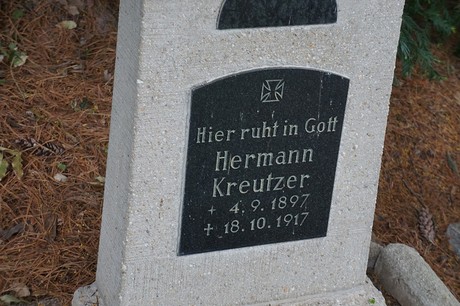 Hier ruht in Gott
Hermann
Kreutzer
+ 4.9.1897
+ 18.10.1917